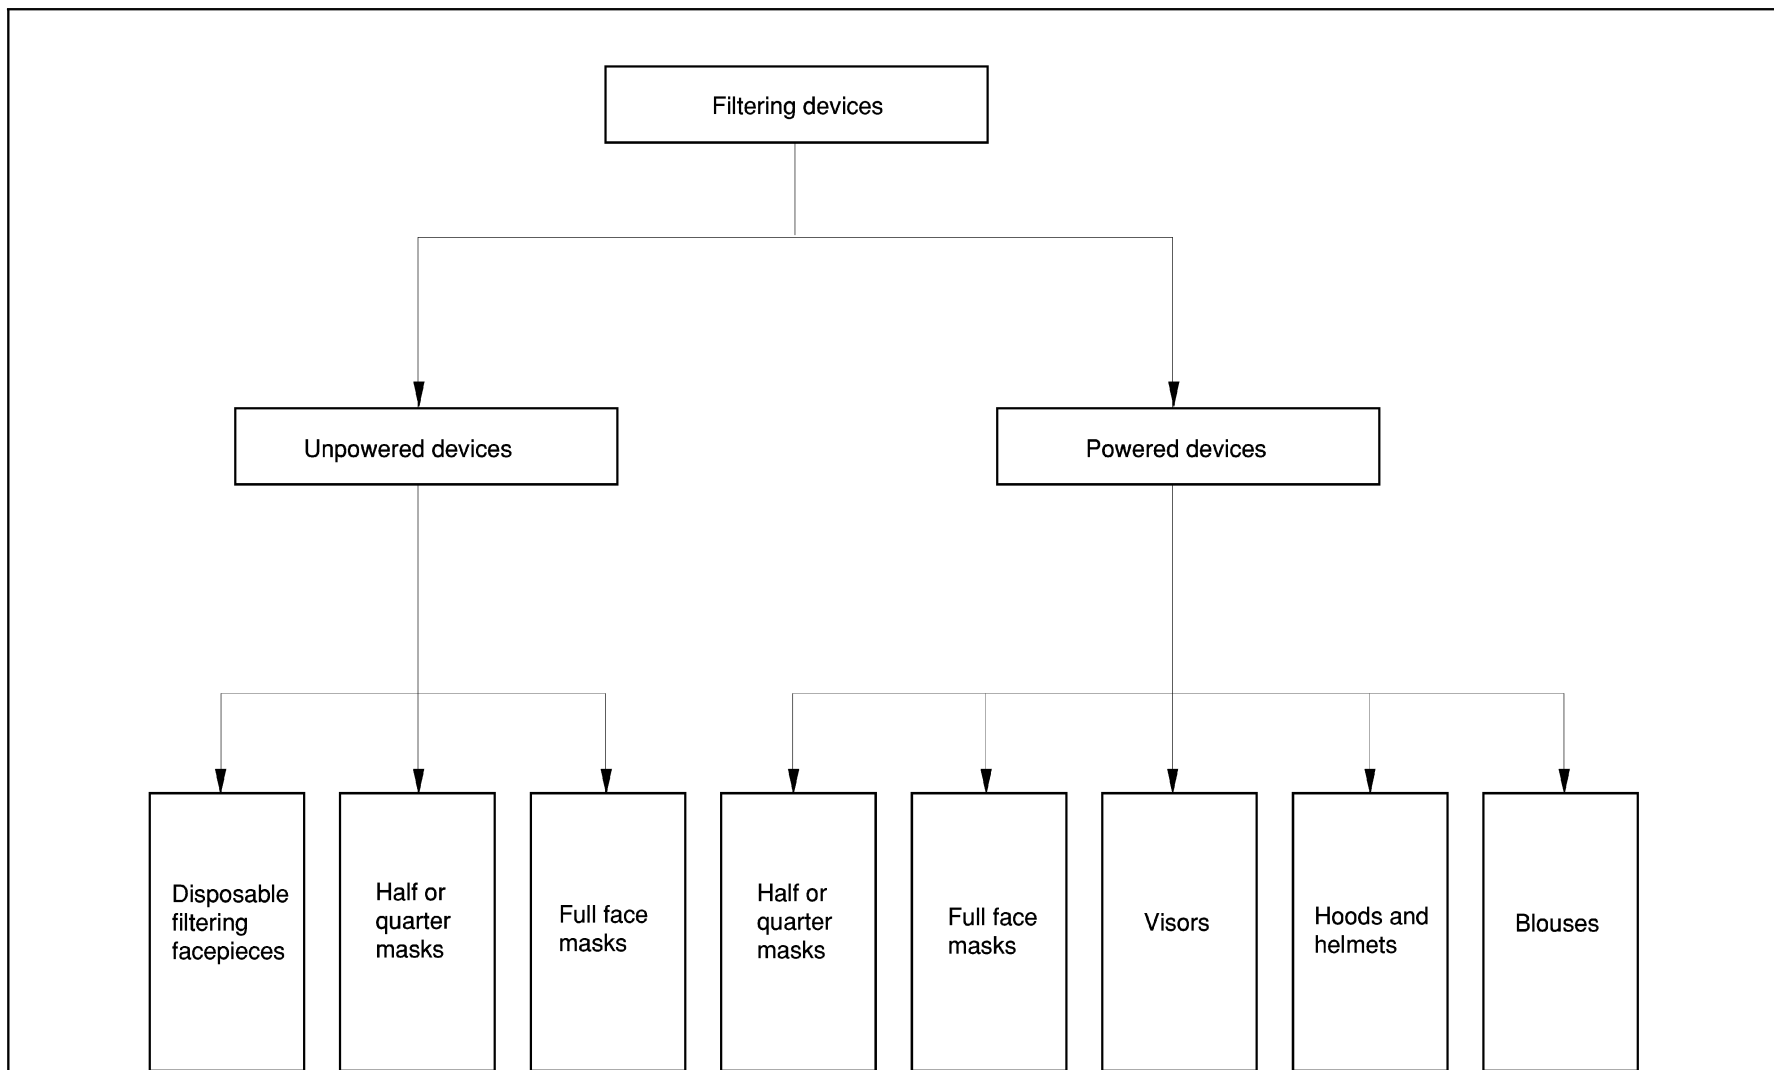 Filtering devices
Unpowered devices
Powered devices
Disposable
filtering
facepieces
Half or
quarter
masks
Full face
masks
Half or
quarter
masks
Full face
masks
Visors
Hoods and
helmets
Blouses